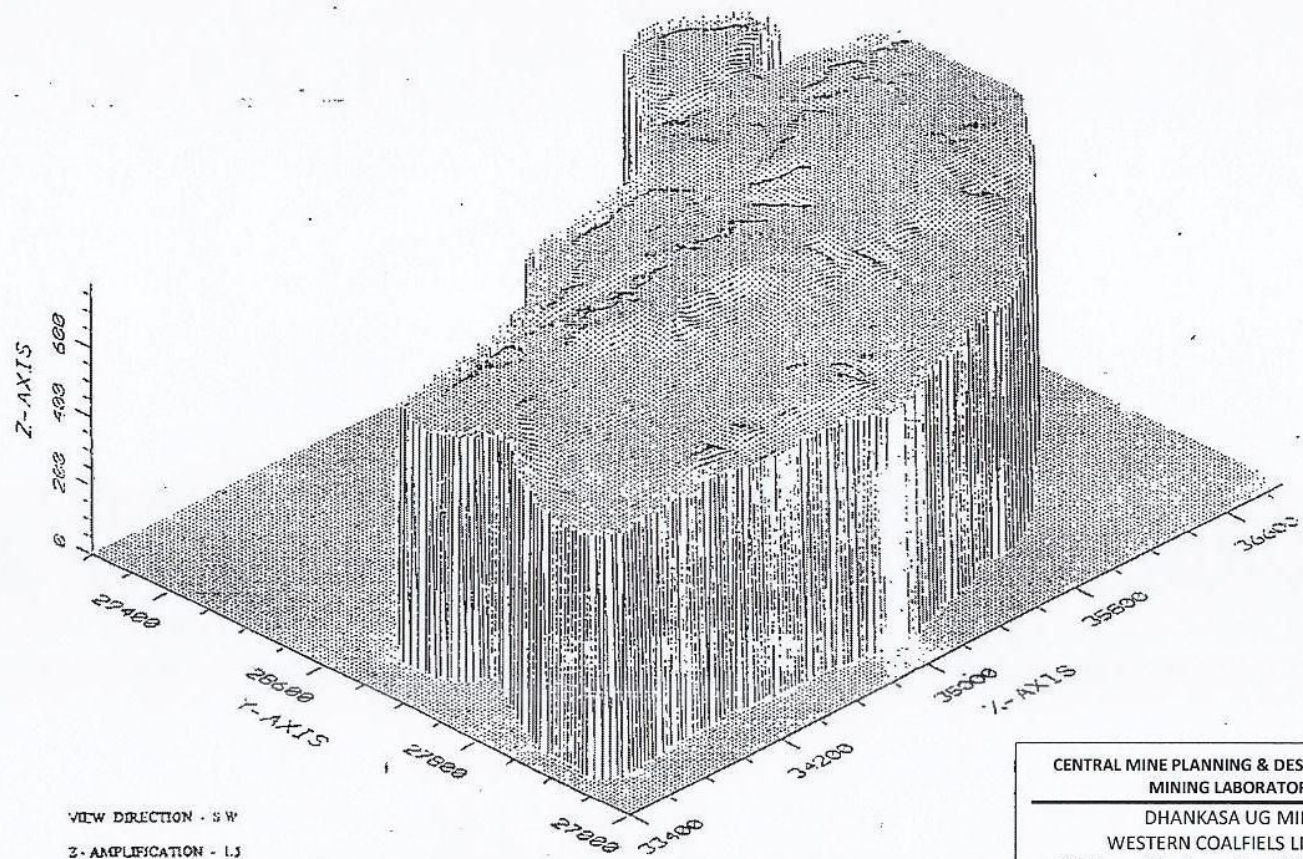 Z-AXIS
600
400
200
0
29400
28600
Y-AXIS
27800
27000
33400
34200
35000
-AXIS
35800
36600
VIEW DIRECTION - S W
Z - AMPLIFICATION - 1.5
CENTRAL MINE PLANNING & DES
MINING LABORATOR
DHANKASA UG MI
WESTERN COALFIELS LI